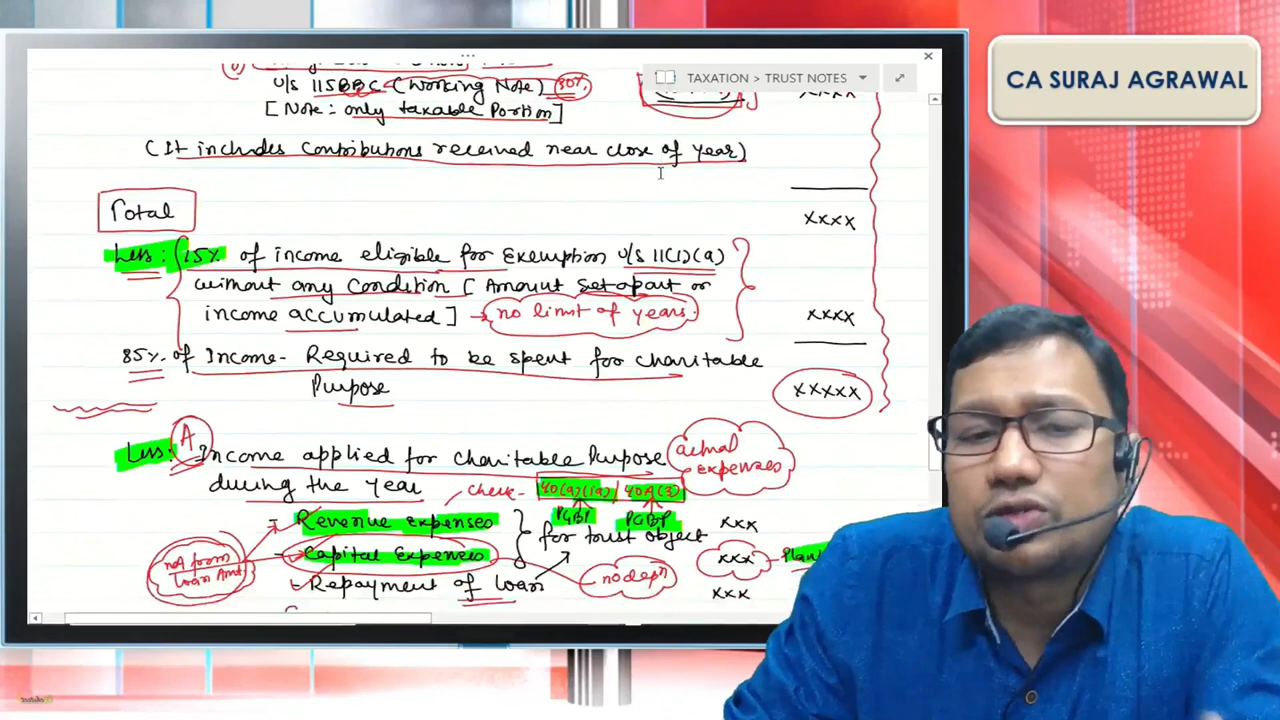 CA SURAJ AGRAWAL
TAXATION > TRUST NOTES
u/s 115BBC (Working Note) 30%
[Note: only taxable Portion]
xxxx
(It includes Contributions received near close of year)
Total
xxxx
Less: 15% of income eligible for Exemption u/s 11(1)(a)
without any Condition [Amount set apart or
income accumulated] → no limit of years.
xxxx
85% of Income - Required to be spent for charitable
Purpose
xxxxx
Less: A Income applied for charitable Purpose
during the year
actual expenses
check - 40(a)(ia) / 40A(3)
PGBP PGBP
- Revenue expenses
xxx
for trust object
- Capital Expenses
xxx
Plant
not from loan Amt
- Repayment of loan
no depn
xxx